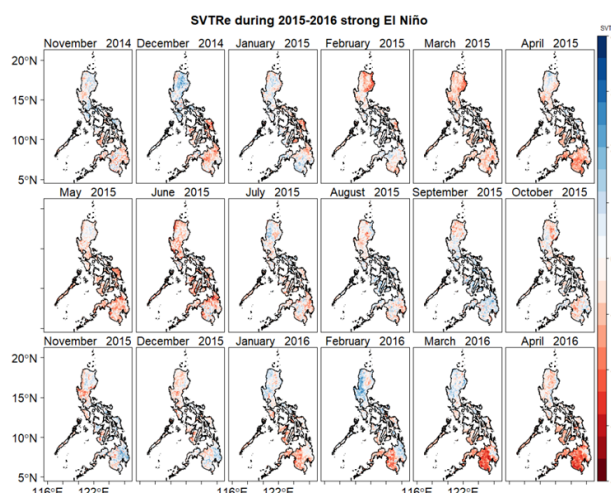 SVTRe during 2015-2016 strong El Niño
SVT
November 2014 December 2014 January 2015 February 2015 March 2015 April 2015
20°N
15°N
10°N
5°N
May 2015 June 2015 July 2015 August 2015 September 2015 October 2015
November 2015 December 2015 January 2016 February 2016 March 2016 April 2016
20°N
15°N
10°N
5°N
116°E 122°E 116°E 122°E 116°E 122°E